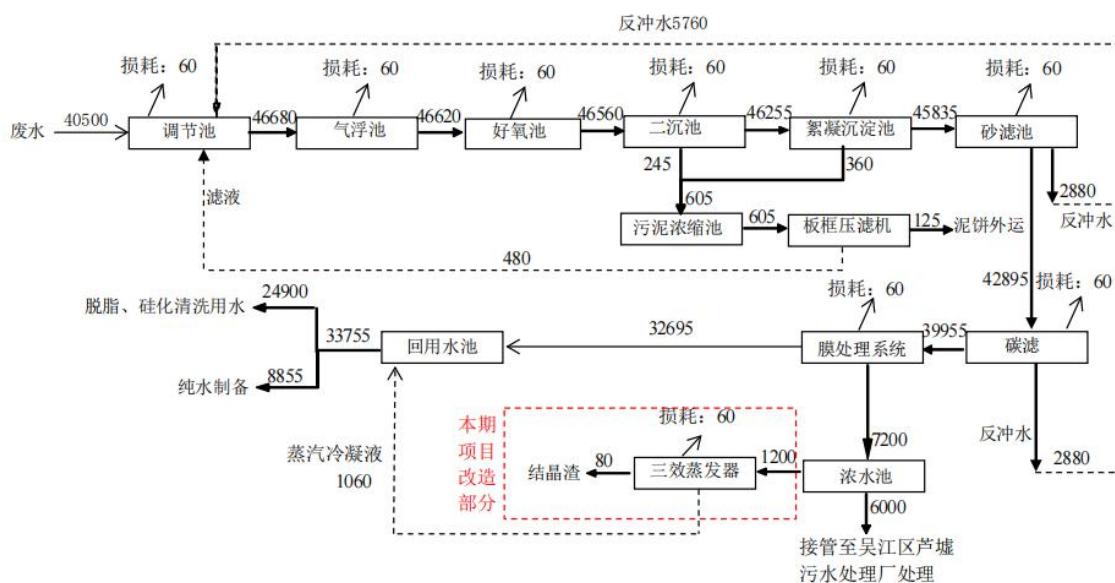 反冲水5760
损耗：60
损耗：60
损耗：60
损耗：60
损耗：60
损耗：60
废水
40500
调节池
46680
气浮池
46620
好氧池
46560
二沉池
46255
絮凝沉淀池
45835
砂滤池
245
360
2880
反冲水
滤液
605
污泥浓缩池
605
板框压滤机
125
泥饼外运
480
42895
损耗：60
损耗：60
脱脂、硅化清洗用水
24900
33755
回用水池
32695
膜处理系统
39955
碳滤
纯水制备
8855
反冲水
2880
蒸汽冷凝液
1060
本期
项目
改造
部分
损耗：60
结晶渣
80
三效蒸发器
1200
7200
浓水池
6000
接管至吴江区芦墟
污水处理厂处理